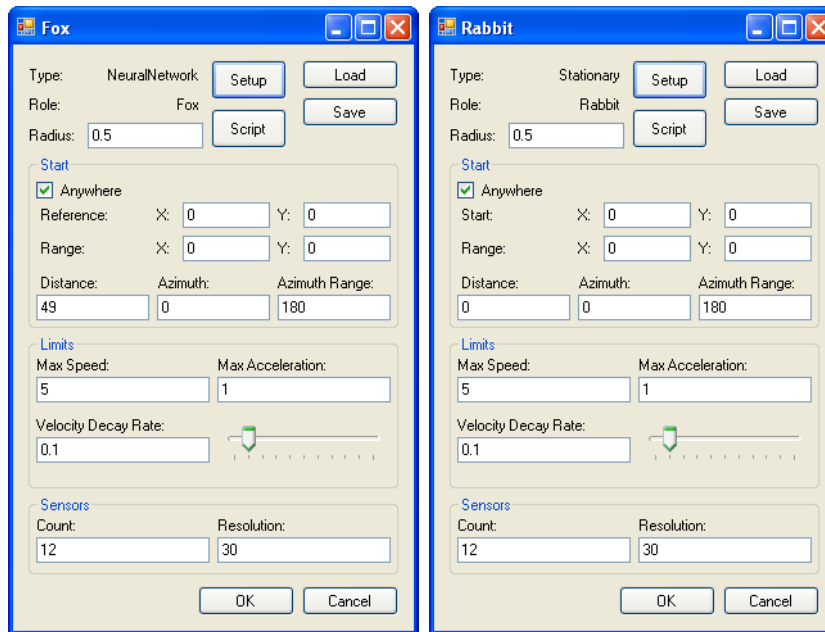 Fox
Type: NeuralNetwork Setup Load
Role: Fox Save
Radius: 0.5 Script
Start
Anywhere
Reference: X: 0 Y: 0
Range: X: 0 Y: 0
Distance: Azimuth: Azimuth Range:
49 0 180
Limits
Max Speed: Max Acceleration:
5 1
Velocity Decay Rate:
0.1
Sensors
Count: Resolution:
12 30
OK Cancel
Rabbit
Type: Stationary Setup Load
Role: Rabbit Save
Radius: 0.5 Script
Start
Anywhere
Start: X: 0 Y: 0
Range: X: 0 Y: 0
Distance: Azimuth: Azimuth Range:
0 0 180
Limits
Max Speed: Max Acceleration:
5 1
Velocity Decay Rate:
0.1
Sensors
Count: Resolution:
12 30
OK Cancel